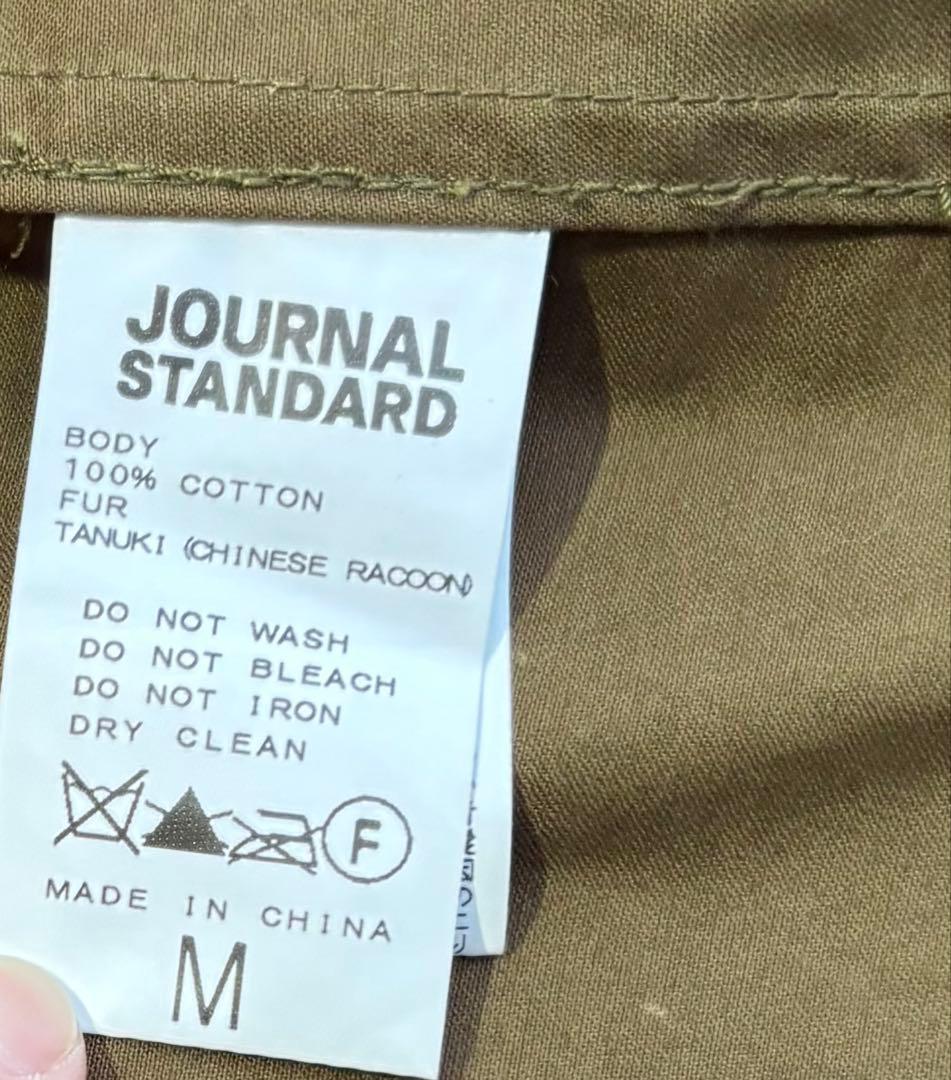 JOURNAL
STANDARD
BODY
100% COTTON
FUR
TANUKI (CHINESE RACOON)
DO NOT WASH
DO NOT BLEACH
DO NOT IRON
DRY CLEAN
F
MADE IN CHINA
M